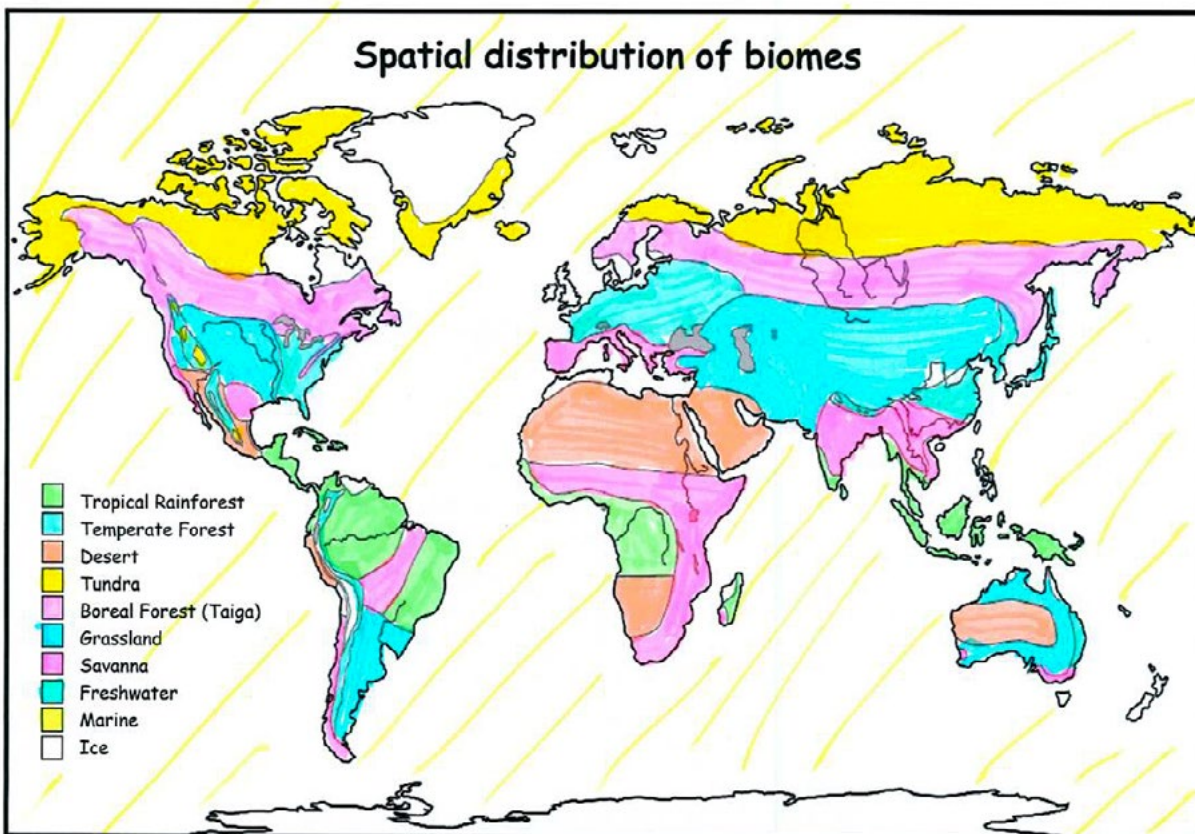 Spatial distribution of biomes
Tropical Rainforest
Temperate Forest
Desert
Tundra
Boreal Forest (Taiga)
Grassland
Savanna
Freshwater
Marine
Ice